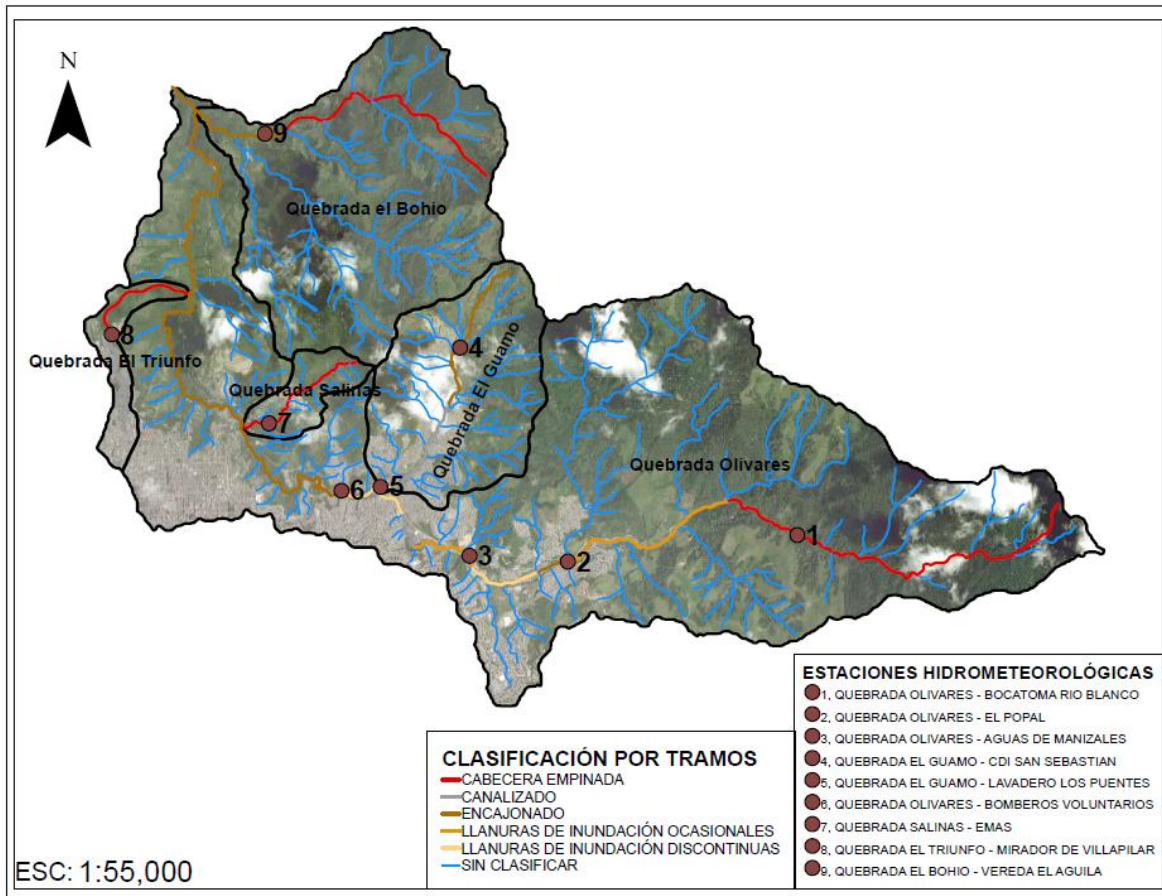 N
9
Quebrada el Bohio
8
Quebrada El Triunfo
4
Quebrada El Guamo
Quebrada Salinas
7
Quebrada Olivares
6
5
1
3
2
ESTACIONES HIDROMETEOROLÓGICAS
1, QUEBRADA OLIVARES - BOCATOMA RIO BLANCO
2, QUEBRADA OLIVARES - EL POPAL
3, QUEBRADA OLIVARES - AGUAS DE MANIZALES
4, QUEBRADA EL GUAMO - CDI SAN SEBASTIAN
5, QUEBRADA EL GUAMO - LAVADERO LOS PUENTES
6, QUEBRADA OLIVARES - BOMBEROS VOLUNTARIOS
7, QUEBRADA SALINAS - EMAS
8, QUEBRADA EL TRIUNFO - MIRADOR DE VILLAPILAR
9, QUEBRADA EL BOHIO - VEREDA EL AGUILA
CLASIFICACIÓN POR TRAMOS
CABECERA EMPINADA
CANALIZADO
ENCAJONADO
LLANURAS DE INUNDACIÓN OCASIONALES
LLANURAS DE INUNDACIÓN DISCONTINUAS
SIN CLASIFICAR
ESC: 1:55,000